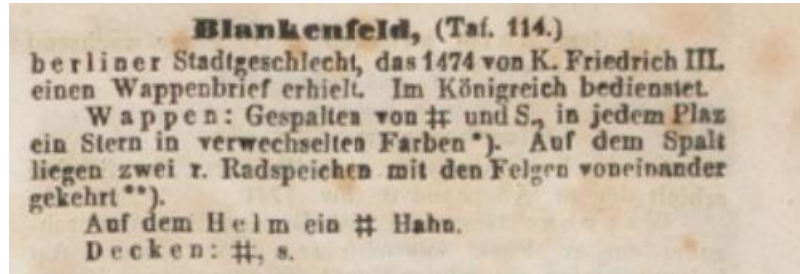 Blankenfeld, (Taf. 114.)
berliner Stadtgeschlecht, das 1474 von K. Friedrich III.
einen Wappenbrief erhielt. Im Königreich bedienstet.
Wappen: Gespalten von ⌗ und S., in jedem Plaz
ein Stern in verwechselten Farben*). Auf dem Spalt
liegen zwei r. Radspeichen mit den Felgen voneinander
gekehrt**).
Auf dem Helm ein ⌗ Hahn.
Decken: ⌗, s.